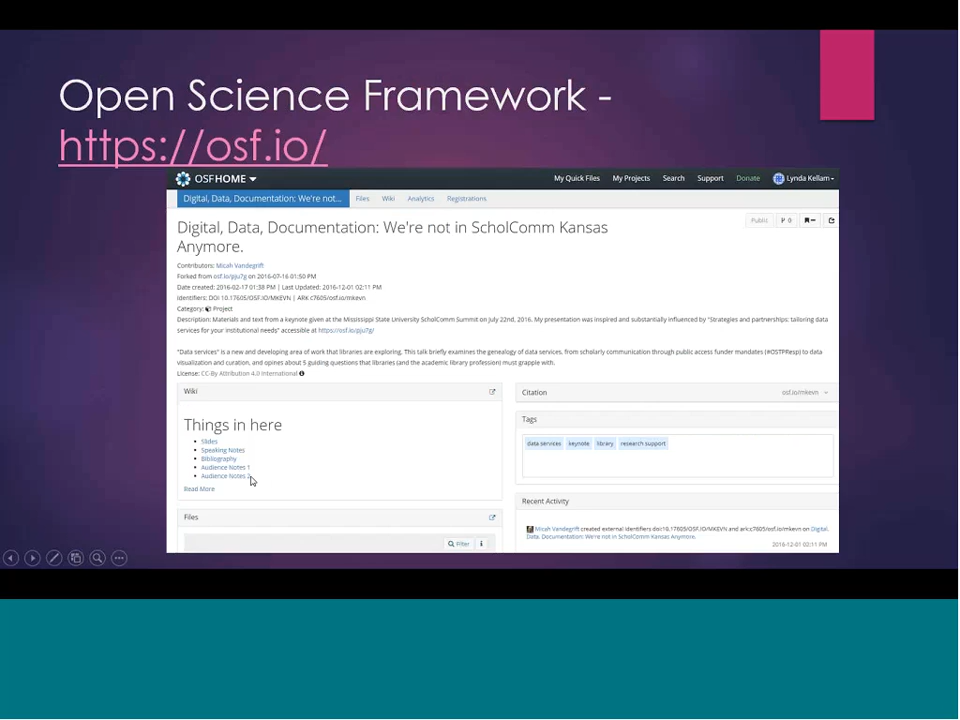 Open Science Framework -
https://osf.io/
OSFHOME
My Quick Files
My Projects
Search
Support
Donate
Lynda Kellam
Digital, Data, Documentation: We're not...
Files
Wiki
Analytics
Registrations
Digital, Data, Documentation: We're not in ScholComm Kansas
Anymore.
Public
0
Contributors: Micah Vandegrift
Forked from osf.io/pju7g on 2016-07-16 01:50 PM
Date created: 2016-02-17 01:38 PM | Last Updated: 2016-12-01 02:11 PM
Identifiers: DOI 10.17605/OSF.IO/MKEVN | ARK c7605/osf.io/mkevn
Category: Project
Description: Materials and text from a keynote given at the Mississippi State University ScholComm Summit on July 22nd, 2016. My presentation was inspired and substantially influenced by "Strategies and partnerships: tailoring data
services for your institutional needs" accessible at https://osf.io/pju7g/
"Data services" is a new and developing area of work that libraries are exploring. This talk briefly examines the genealogy of data services, from scholarly communication through public access funder mandates (#OSTPResp) to data
visualization and curation, and opines about 5 guiding questions that libraries (and the academic library profession) must grapple with.
License: CC-By Attribution 4.0 International
Wiki
Things in here
Slides
Speaking Notes
Bibliography
Audience Notes 1
Audience Notes 2
Read More
Files
Filter
i
Citation
osf.io/mkevn
Tags
data services
keynote
library
research support
Recent Activity
Micah Vandegrift created external identifiers doi:10.17605/OSF.IO/MKEVN and ark:c7605/osf.io/mkevn on Digital,
Data, Documentation: We're not in ScholComm Kansas Anymore.
2016-12-01 02:11 PM